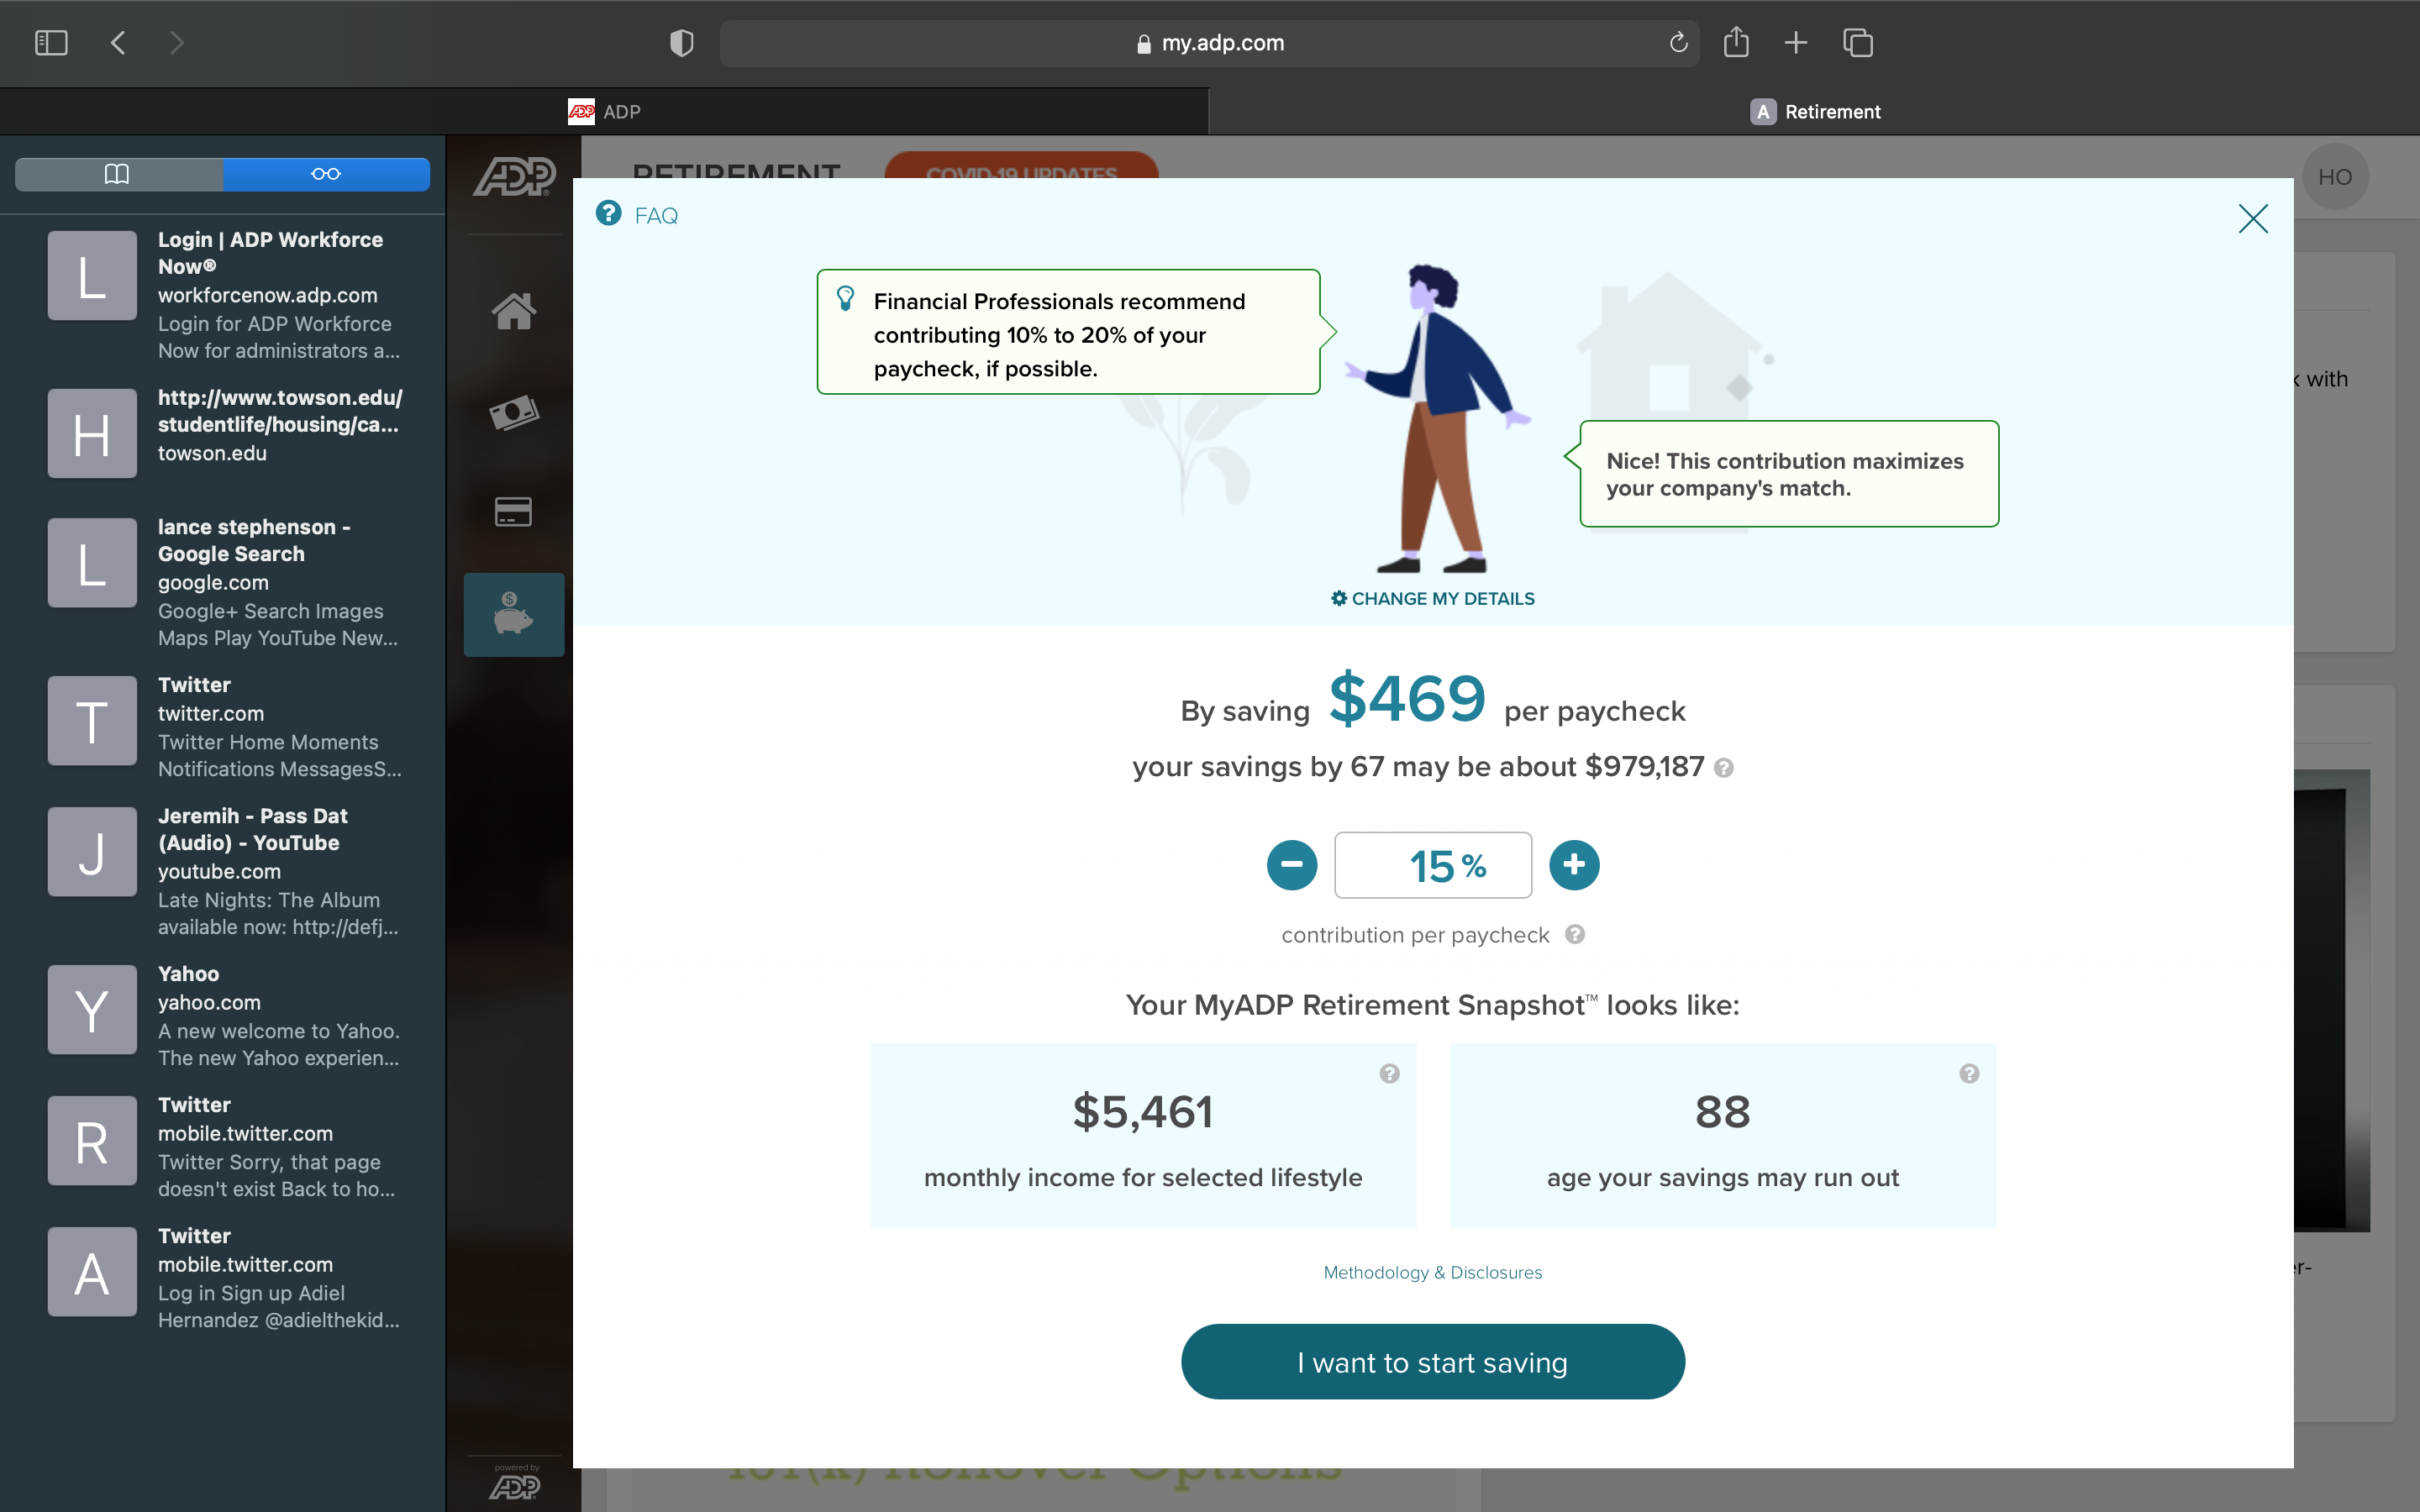 my.adp.com
ADP
ADP
A
Retirement
Login | ADP Workforce
Now®
workforcenow.adp.com
Login for ADP Workforce
Now for administrators a...
L
http://www.towson.edu/
studentlife/housing/ca...
towson.edu
H
lance stephenson -
Google Search
google.com
Google+ Search Images
Maps Play YouTube New...
L
Twitter
twitter.com
Twitter Home Moments
Notifications MessagesS...
T
Jeremih - Pass Dat
(Audio) - YouTube
youtube.com
Late Nights: The Album
available now: http://defj...
J
Yahoo
yahoo.com
A new welcome to Yahoo.
The new Yahoo experien...
Y
Twitter
mobile.twitter.com
Twitter Sorry, that page
doesn't exist Back to ho...
R
Twitter
mobile.twitter.com
Log in Sign up Adiel
Hernandez @adielthekid...
A
ADP®
powered by
ADP
RETIREMENT
COVID-19 UPDATES
HO
FAQ
Financial Professionals recommend
contributing 10% to 20% of your
paycheck, if possible.
Nice! This contribution maximizes
your company's match.
CHANGE MY DETAILS
By saving $469 per paycheck
your savings by 67 may be about $979,187 ?
15 %
contribution per paycheck ?
Your MyADP Retirement Snapshot™ looks like:
?
$5,461
monthly income for selected lifestyle
?
88
age your savings may run out
Methodology & Disclosures
I want to start saving
with
401(k) Rollover Options